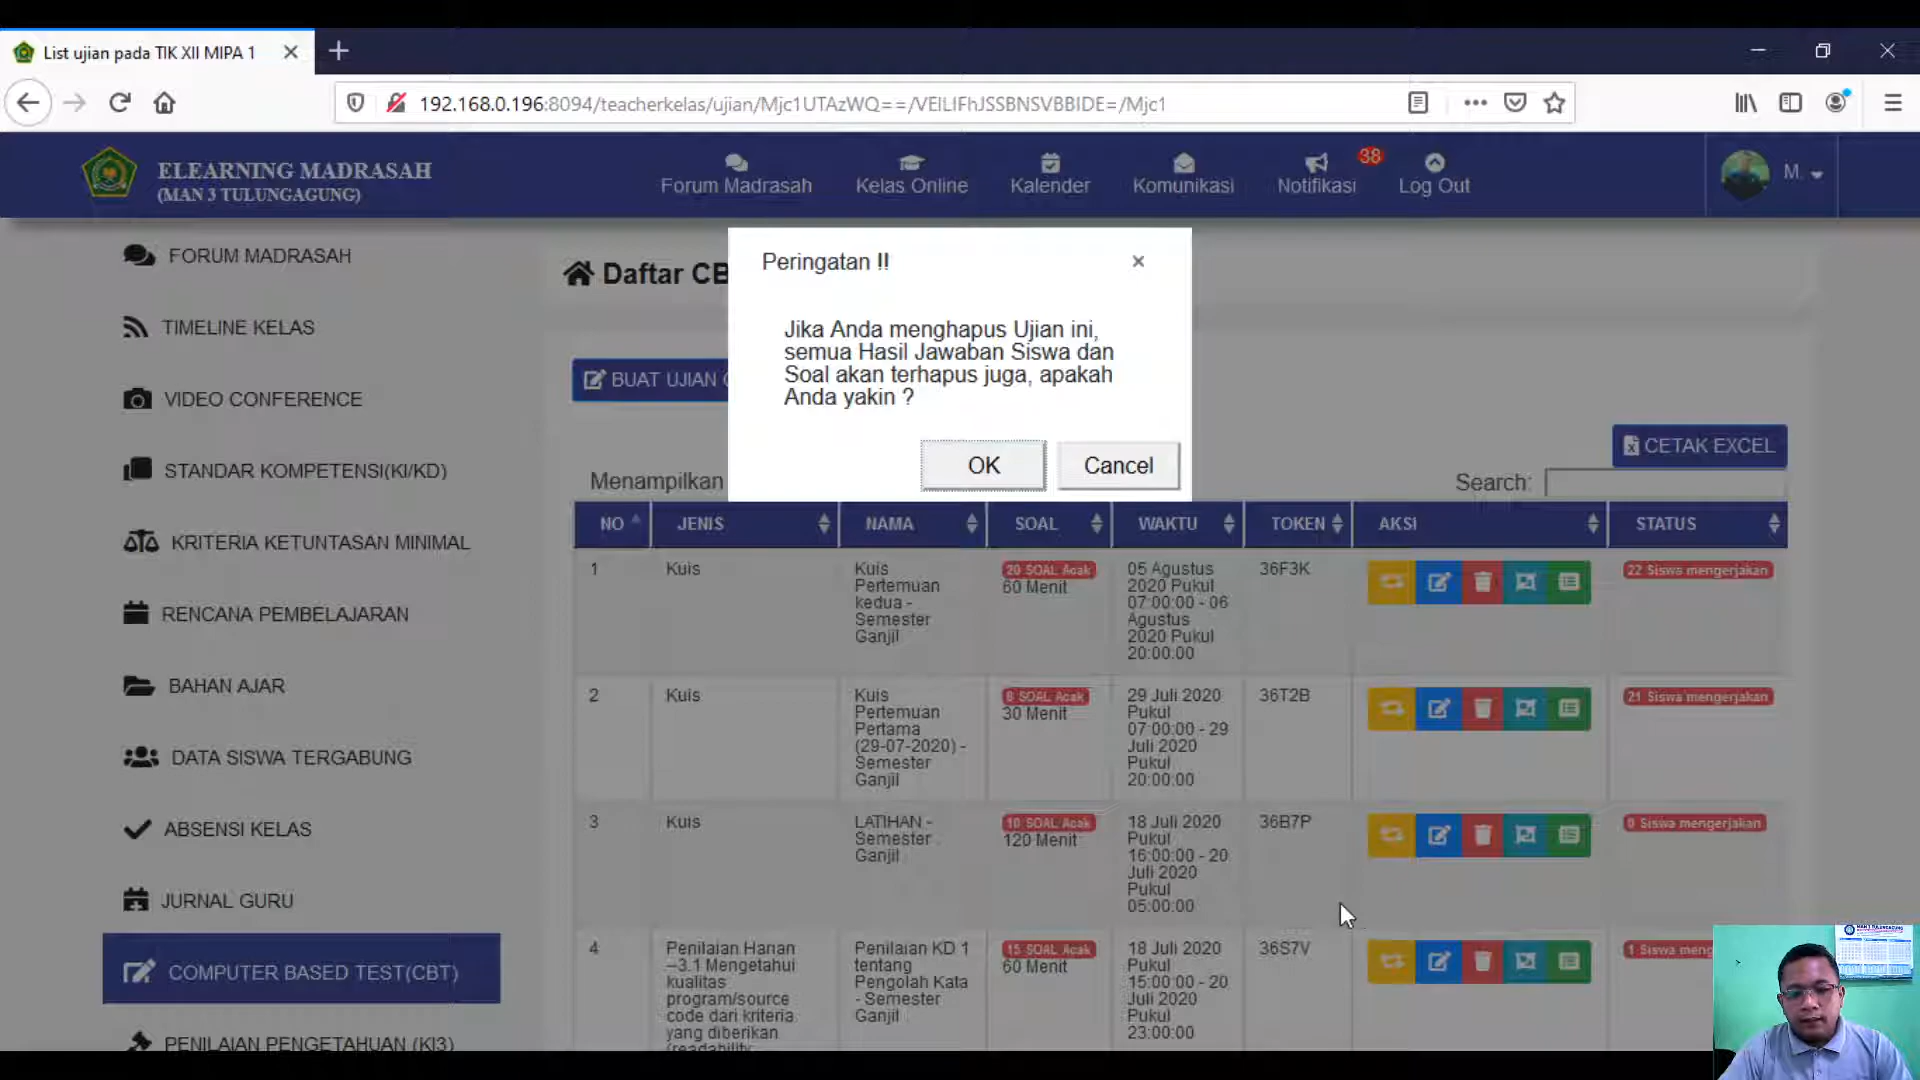 List ujian pada TIK XII MIPA 1
192.168.0.196:8094/teacherkelas/ujian/Mjc1UTAzWQ==/VElLIFhJSSBNSVBBIDE=/Mjc1
ELEARNING MADRASAH
(MAN 3 TULUNGAGUNG)
Forum Madrasah
Kelas Online
Kalender
Komunikasi
Notifikasi
38
Log Out
M.
FORUM MADRASAH
TIMELINE KELAS
VIDEO CONFERENCE
STANDAR KOMPETENSI(KI/KD)
KRITERIA KETUNTASAN MINIMAL
RENCANA PEMBELAJARAN
BAHAN AJAR
DATA SISWA TERGABUNG
ABSENSI KELAS
JURNAL GURU
COMPUTER BASED TEST(CBT)
PENILAIAN PENGETAHUAN (KI3)
Daftar CB
BUAT UJIAN
Peringatan !!
×
Jika Anda menghapus Ujian ini,
semua Hasil Jawaban Siswa dan
Soal akan terhapus juga, apakah
Anda yakin ?
OK
Cancel
CETAK EXCEL
Menampilkan
Search:
NO
JENIS
NAMA
SOAL
WAKTU
TOKEN
AKSI
STATUS
1
Kuis
Kuis
Pertemuan
kedua -
Semester
Ganjil
20 SOAL Acak
60 Menit
05 Agustus
2020 Pukul
07:00:00 - 06
Agustus
2020 Pukul
20:00:00
36F3K
22 Siswa mengerjakan
2
Kuis
Kuis
Pertemuan
Pertama
(29-07-2020) -
Semester
Ganjil
8 SOAL Acak
30 Menit
29 Juli 2020
Pukul
07:00:00 - 29
Juli 2020
Pukul
20:00:00
36T2B
21 Siswa mengerjakan
3
Kuis
LATIHAN -
Semester
Ganjil
10 SOAL Acak
120 Menit
18 Juli 2020
Pukul
16:00:00 - 20
Juli 2020
Pukul
05:00:00
36B7P
0 Siswa mengerjakan
4
Penilaian Harian
–3.1 Mengetahui
kualitas
program/source
code dari kriteria
yang diberikan
(readability,
Penilaian KD 1
tentang
Pengolah Kata
- Semester
Ganjil
15 SOAL Acak
60 Menit
18 Juli 2020
Pukul
15:00:00 - 20
Juli 2020
Pukul
23:00:00
36S7V
1 Siswa meng